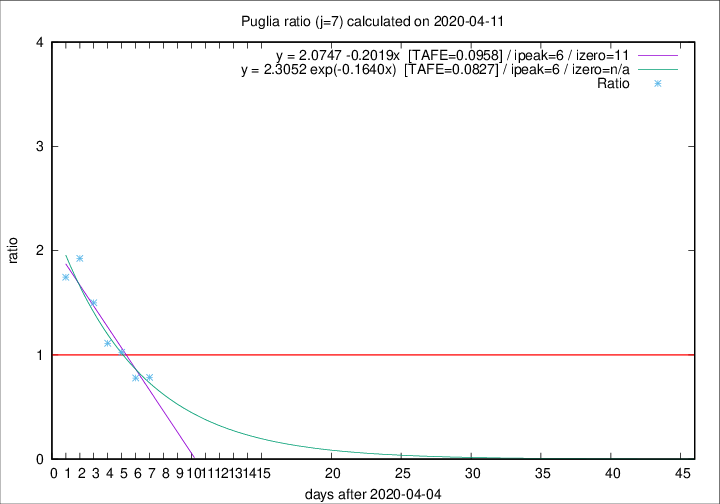 Puglia ratio (j=7) calculated on 2020-04-11
y = 2.0747 -0.2019x [TAFE=0.0958] / ipeak=6 / izero=11
y = 2.3052 exp(-0.1640x) [TAFE=0.0827] / ipeak=6 / izero=n/a
Ratio
4
3
2
1
0
ratio
0 1 2 3 4 5 6 7 8 9 10 11 12 13 14 15 20 25 30 35 40 45
days after 2020-04-04